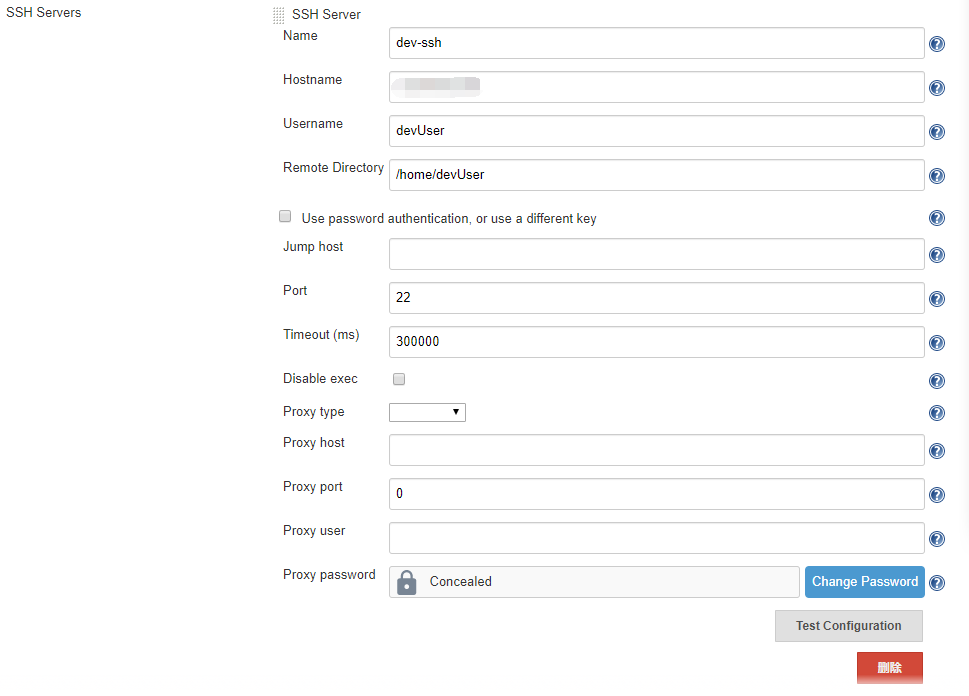 SSH Servers
SSH Server
Name
dev-ssh
Hostname
Username
devUser
Remote Directory
/home/devUser
Use password authentication, or use a different key
Jump host
Port
22
Timeout (ms)
300000
Disable exec
Proxy type
Proxy host
Proxy port
0
Proxy user
Proxy password
Concealed
Change Password
Test Configuration
删除